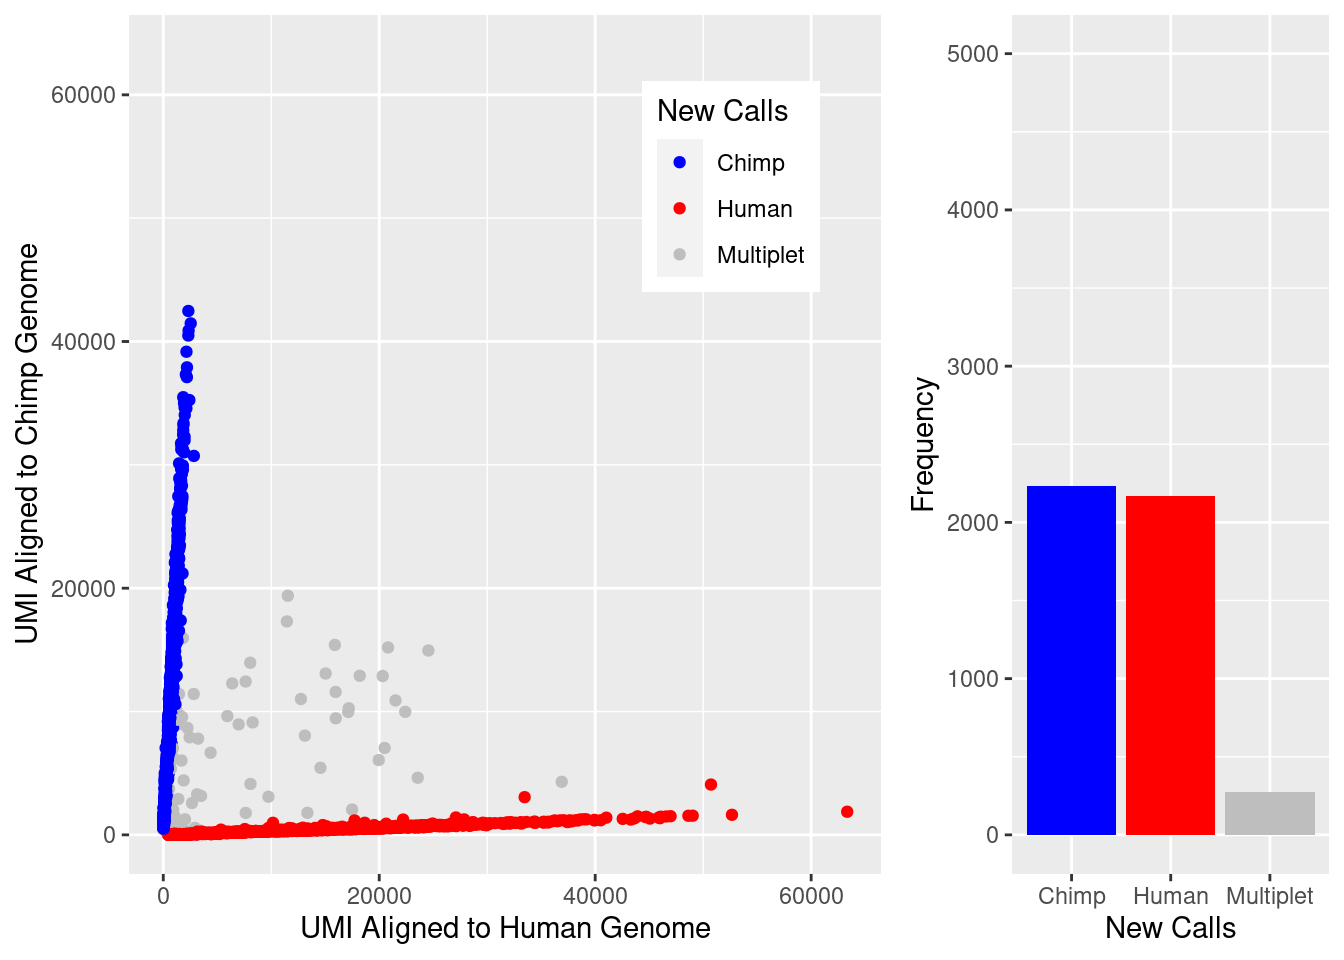 60000
40000
20000
0
UMI Aligned to Chimp Genome
0 20000 40000 60000
UMI Aligned to Human Genome
New Calls
Chimp
Human
Multiplet
5000
4000
3000
2000
1000
0
Frequency
Chimp Human Multiplet
New Calls